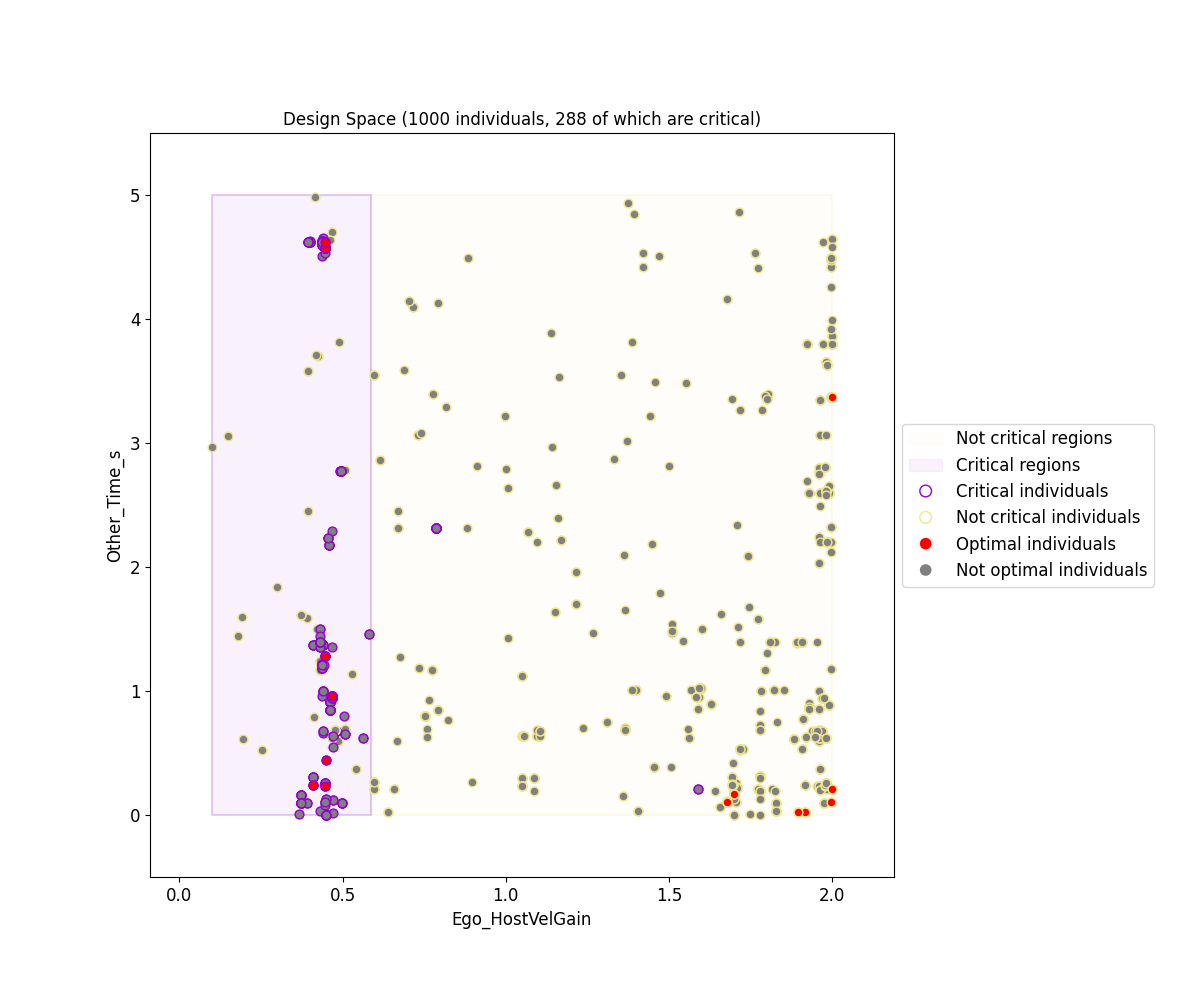 Design Space (1000 individuals, 288 of which are critical)
5
4
3
2
1
0
Other_Time_s
0.0
0.5
1.0
1.5
2.0
Ego_HostVelGain
Not critical regions
Critical regions
Critical individuals
Not critical individuals
Optimal individuals
Not optimal individuals